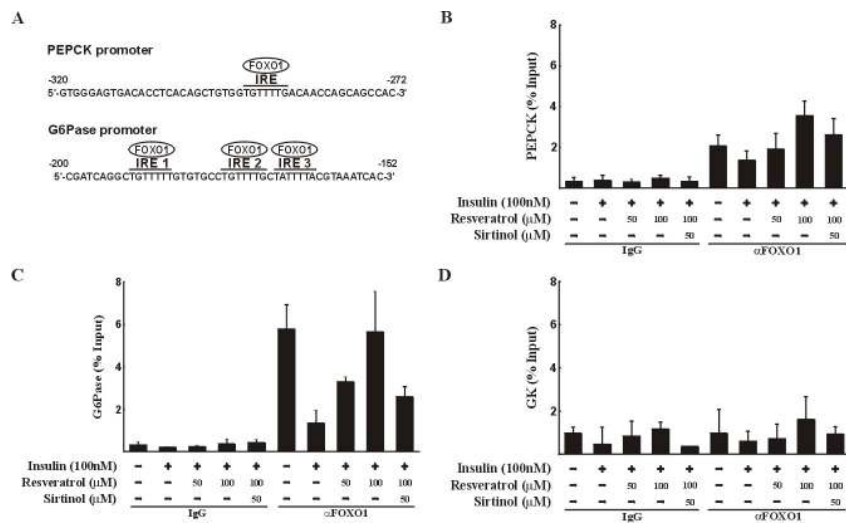 A
PEPCK promoter
FOXO1
-320 IRE -272
5'-GTGGGAGTGACACCTCACAGCTGTGGTGTTTTGACAACCAGCAGCCAC-3'
G6Pase promoter
FOXO1 FOXO1 FOXO1
-200 IRE 1 IRE 2 IRE 3 -152
5'-CGATCAGGCTGTTTTTGTGTGCCTGTTTTGCTATTTTACGTAAATCAC-3'
B
PEPCK (% Input)
8
6
4
2
Insulin (100nM) - + + + + - + + + +
Resveratrol (µM) - - 50 100 100 - - 50 100 100
Sirtinol (µM) - - - - 50 - - - - 50
IgG αFOXO1
C
G6Pase (% Input)
8
6
4
2
Insulin (100nM) - + + + + - + + + +
Resveratrol (µM) - - 50 100 100 - - 50 100 100
Sirtinol (µM) - - - - 50 - - - - 50
IgG αFOXO1
D
GK (% Input)
8
6
4
2
Insulin (100nM) - + + + + - + + + +
Resveratrol (µM) - - 50 100 100 - - 50 100 100
Sirtinol (µM) - - - - 50 - - - - 50
IgG αFOXO1